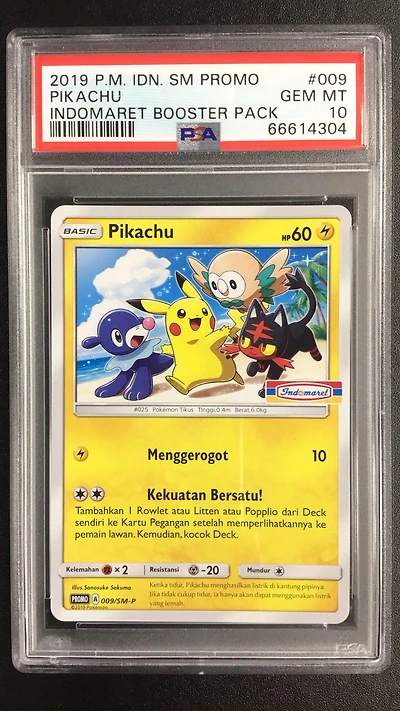 2019 P.M. IDN. SM PROMO #009
PIKACHU GEM MT
INDOMARET BOOSTER PACK 10
PSA 66614304
BASIC Pikachu HP60
Indomaret
#025 Pokémon Tikus Tinggi,0.4m Berat,6.0kg
Menggerogot 10
Kekuatan Bersatu!
Tambahkan 1 Rowlet atau Litten atau Popplio dari Deck
sendiri ke Kartu Pegangan setelah memperlihatkannya ke
pemain lawan. Kemudian, kocok Deck.
Kelemahan ×2 Resistansi -20 Mundur
Illus.Sanosuke Sakuma
PROMO A 009/SM-P
©2019 Pokémon
Ketika tidur, Pikachu menghasilkan listrik di kantung pipinya.
Jika tidak cukup tidur, ia hanya akan dapat menggunakan listrik
yang lemah.